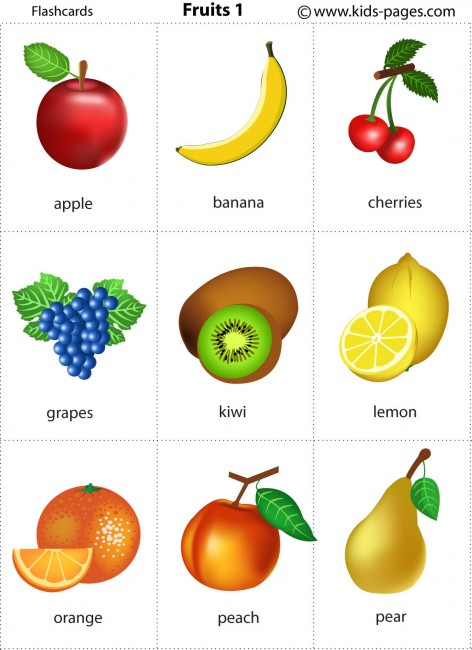 Flashcards Fruits 1 © www.kids-pages.com
apple banana cherries
grapes kiwi lemon
orange peach pear